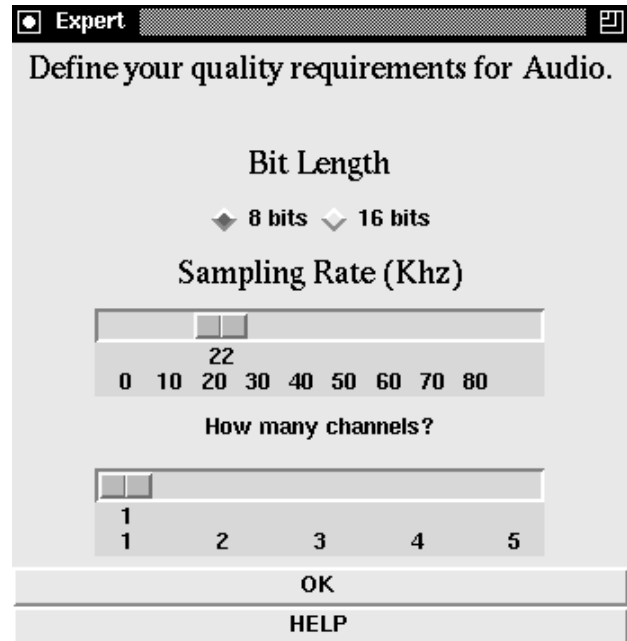 Expert
Define your quality requirements for Audio.
Bit Length
8 bits 16 bits
Sampling Rate (Khz)
22
0 10 20 30 40 50 60 70 80
How many channels?
1
1 2 3 4 5
OK
HELP